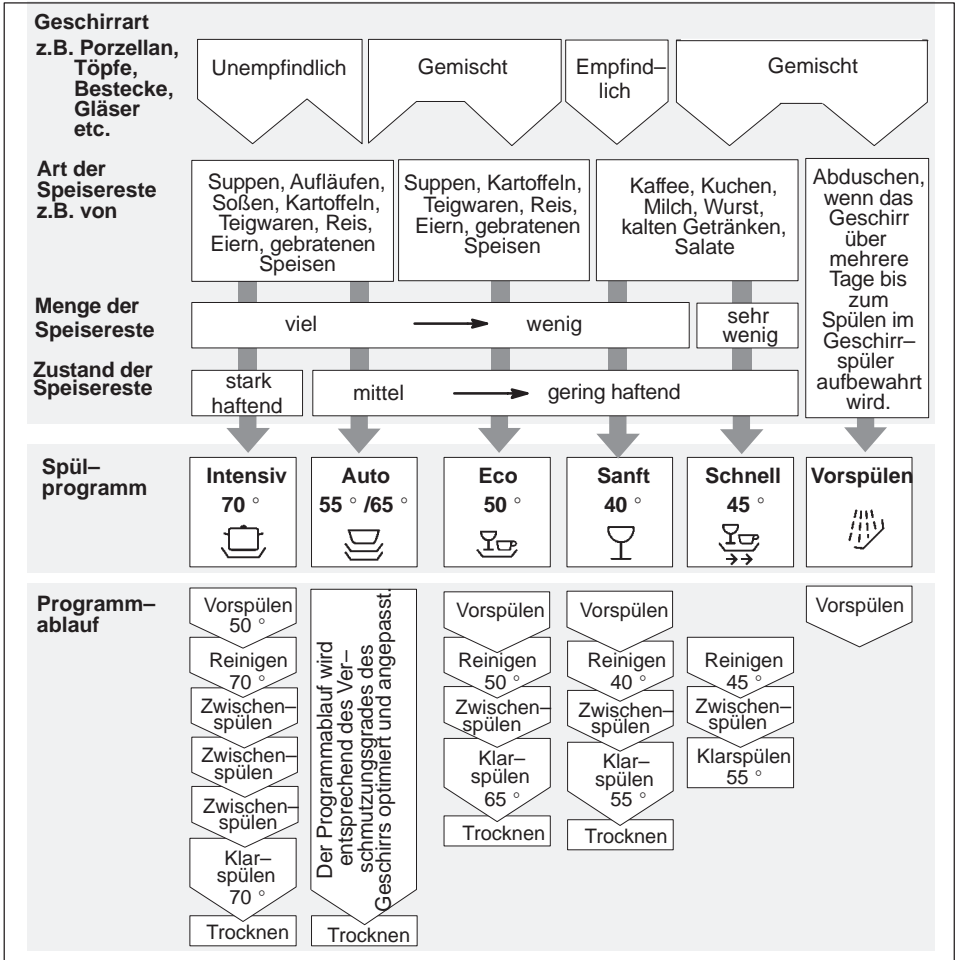 Geschirrart
z.B. Porzellan,
Töpfe,
Bestecke,
Gläser
etc.
Unempfindlich
Gemischt
Empfind–
lich
Gemischt
Art der
Speisereste
z.B. von
Suppen, Aufläufen,
Soßen, Kartoffeln,
Teigwaren, Reis,
Eiern, gebratenen
Speisen
Suppen, Kartoffeln,
Teigwaren, Reis,
Eiern, gebratenen
Speisen
Kaffee, Kuchen,
Milch, Wurst,
kalten Getränken,
Salate
Abduschen,
wenn das
Geschirr
über
mehrere
Tage bis
zum
Spülen im
Geschirr–
spüler
aufbewahrt
wird.
Menge der
Speisereste
viel
wenig
sehr
wenig
Zustand der
Speisereste
stark
haftend
mittel
gering haftend
Spül–
programm
Intensiv
70 °
Auto
55 ° /65 °
Eco
50 °
Sanft
40 °
Schnell
45 °
Vorspülen
Programm–
ablauf
Vorspülen
50 °
Reinigen
70 °
Zwischen–
spülen
Zwischen–
spülen
Zwischen–
spülen
Klar–
spülen
70 °
Trocknen
Der Programmablauf wird
entsprechend des Ver–
schmutzungsgrades des
Geschirrs optimiert und angepasst.
Trocknen
Vorspülen
Reinigen
50 °
Zwischen–
spülen
Klar–
spülen
65 °
Trocknen
Vorspülen
Reinigen
40 °
Zwischen–
spülen
Klar–
spülen
55 °
Trocknen
Reinigen
45 °
Zwischen–
spülen
Klarspülen
55 °
Vorspülen